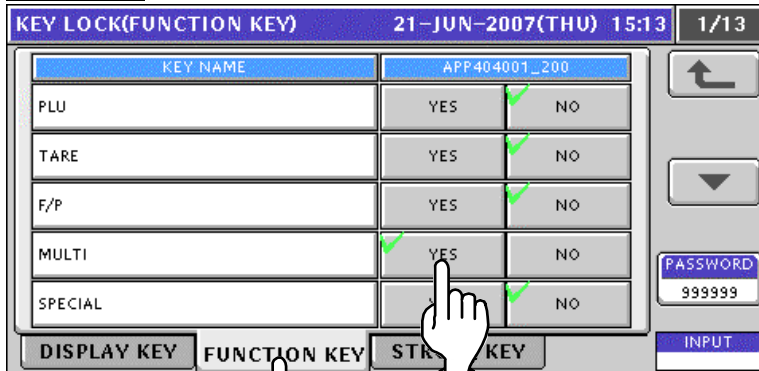 KEY LOCK(FUNCTION KEY) 21-JUN-2007(THU) 15:13 1/13
KEY NAME APP404001_200
PLU YES NO
TARE YES NO
F/P YES NO
MULTI YES NO
SPECIAL NO
PASSWORD
999999
DISPLAY KEY FUNCTION KEY KEY INPUT